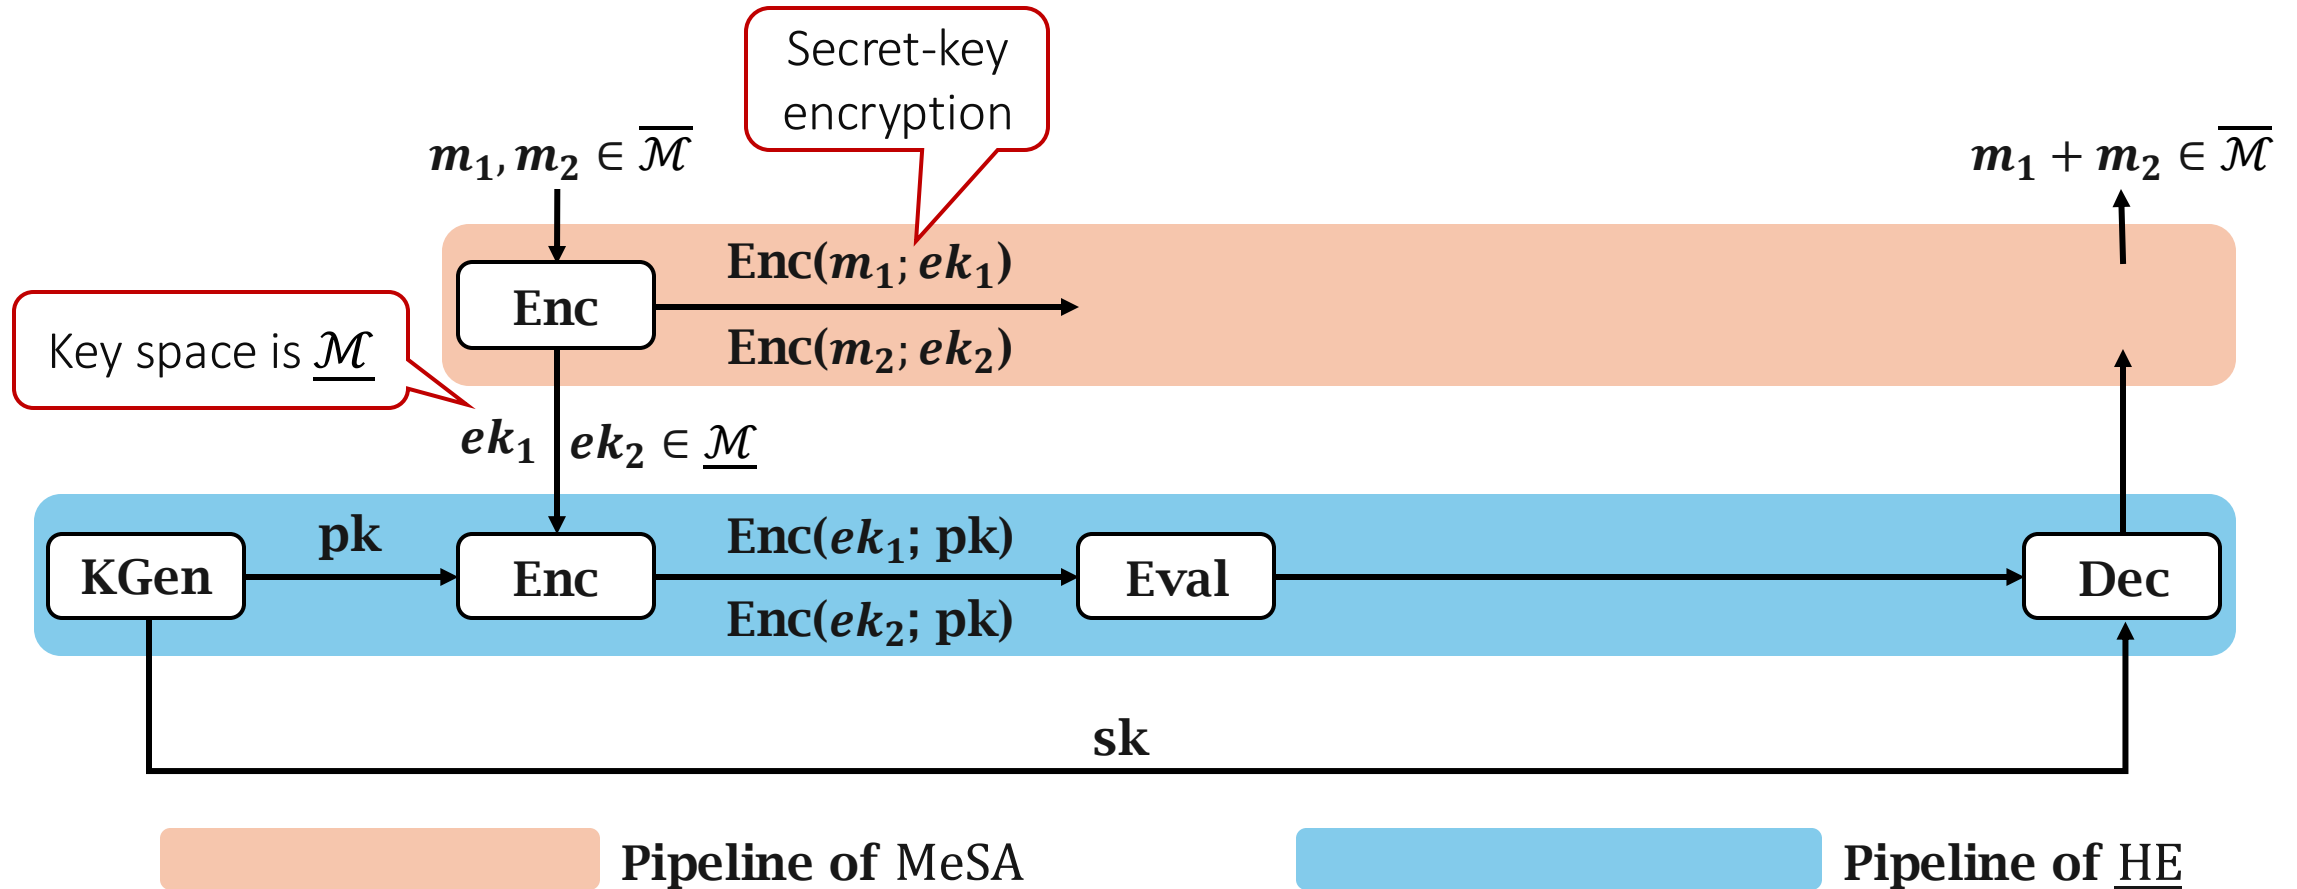 Secret-key
encryption
𝒎₁, 𝒎₂ ∈ ℳ̅
𝒎₁ + 𝒎₂ ∈ ℳ̅
Enc(𝒎₁; 𝒆𝒌₁)
Enc
Enc(𝒎₂; 𝒆𝒌₂)
Key space is ℳ̲
𝒆𝒌₁ 𝒆𝒌₂ ∈ ℳ̲
pk
Enc(𝒆𝒌₁; pk)
KGen Enc Eval Dec
Enc(𝒆𝒌₂; pk)
sk
Pipeline of MeSA
Pipeline of H̲E̲